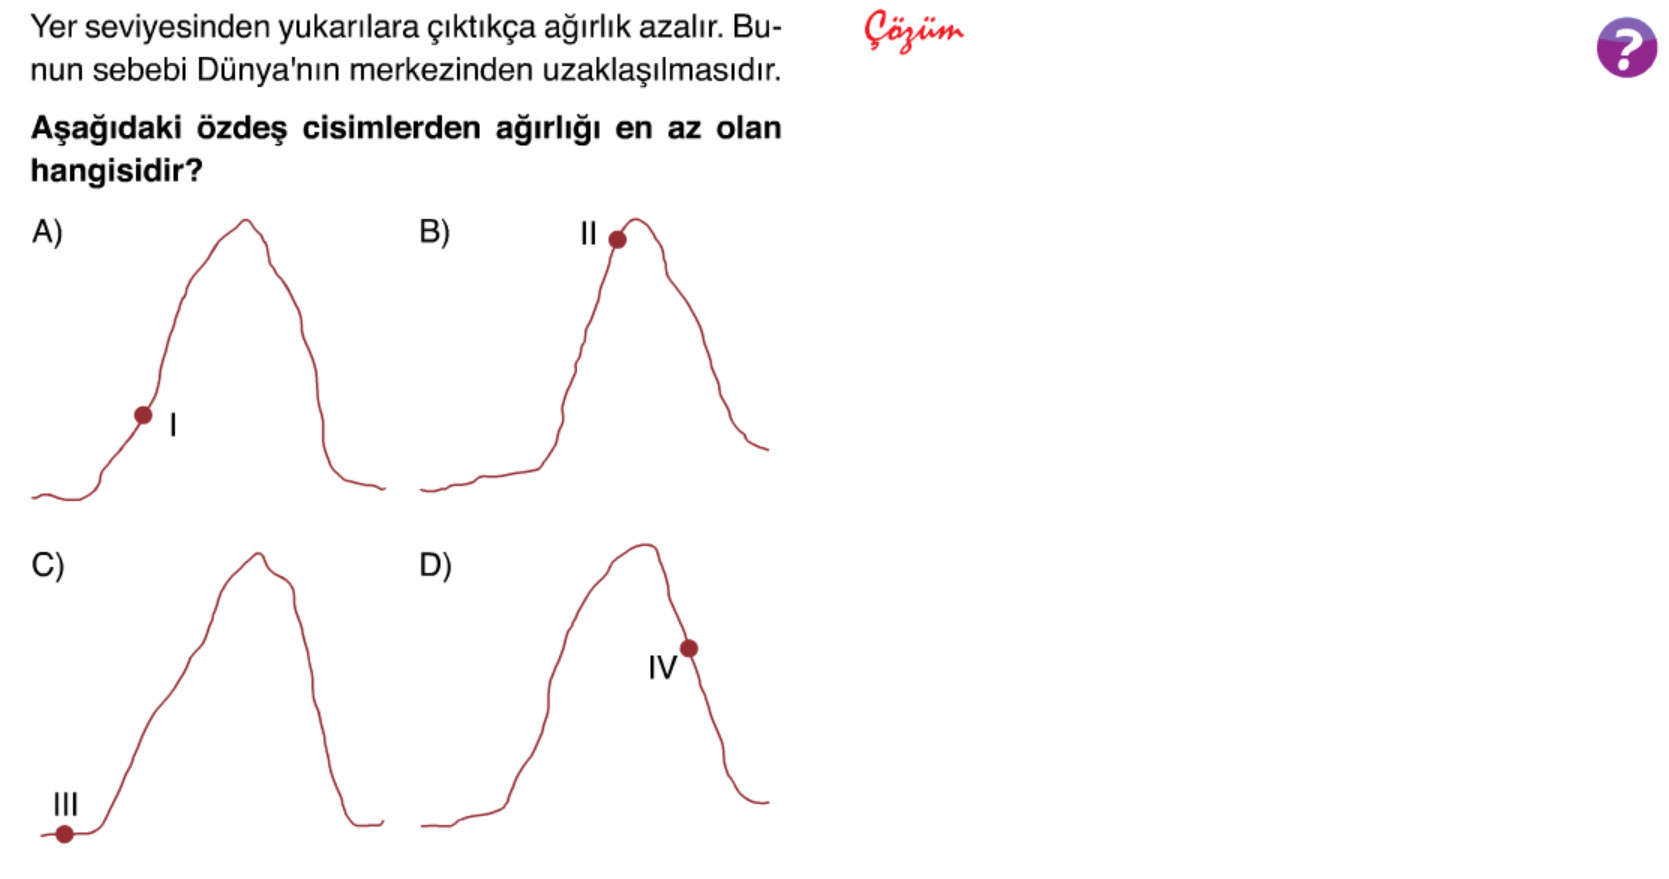 Yer seviyesinden yukarılara çıktıkça ağırlık azalır. Bu-
nun sebebi Dünya'nın merkezinden uzaklaşılmasıdır.
Aşağıdaki özdeş cisimlerden ağırlığı en az olan
hangisidir?
A)
I
B)
II
C)
III
D)
IV
Çözüm
?